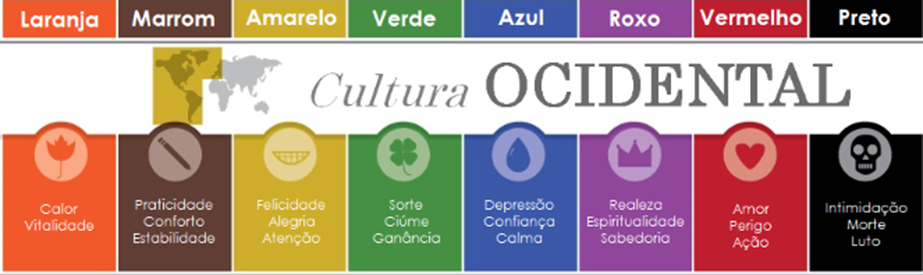 Laranja Marrom Amarelo Verde Azul Roxo Vermelho Preto
Cultura OCIDENTAL
Calor
Vitalidade
Praticidade
Conforto
Estabilidade
Felicidade
Alegria
Atenção
Sorte
Ciúme
Ganância
Depressão
Confiança
Calma
Realeza
Espiritualidade
Sabedoria
Amor
Perigo
Ação
Intimidação
Morte
Luto